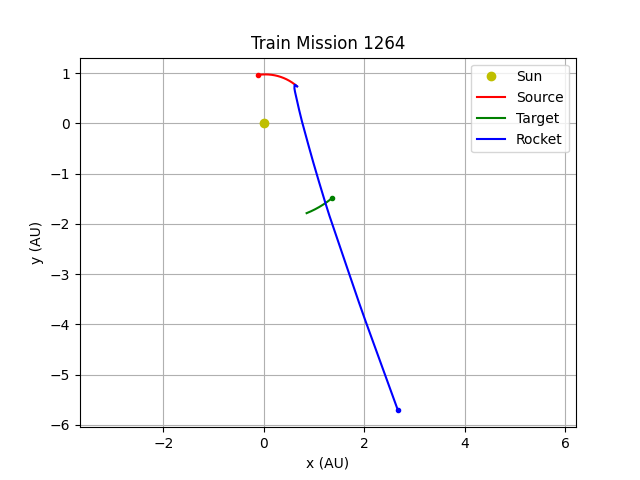 Train Mission 1264
Sun
Source
Target
Rocket
1
0
−1
−2
−3
−4
−5
−6
y (AU)
−2
0
2
4
6
x (AU)